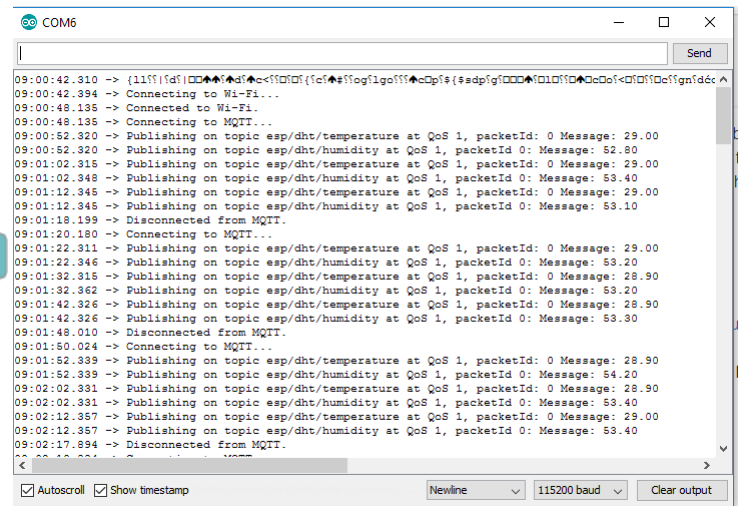 COM6
Send
09:00:42.310 ->
09:00:42.394 -> Connecting to Wi-Fi...
09:00:48.135 -> Connected to Wi-Fi.
09:00:48.135 -> Connecting to MQTT...
09:00:52.320 -> Publishing on topic esp/dht/temperature at QoS 1, packetId: 0 Message: 29.00
09:00:52.320 -> Publishing on topic esp/dht/humidity at QoS 1, packetId 0: Message: 52.80
09:01:02.315 -> Publishing on topic esp/dht/temperature at QoS 1, packetId: 0 Message: 29.00
09:01:02.348 -> Publishing on topic esp/dht/humidity at QoS 1, packetId 0: Message: 53.40
09:01:12.345 -> Publishing on topic esp/dht/temperature at QoS 1, packetId: 0 Message: 29.00
09:01:12.345 -> Publishing on topic esp/dht/humidity at QoS 1, packetId 0: Message: 53.10
09:01:18.199 -> Disconnected from MQTT.
09:01:20.180 -> Connecting to MQTT...
09:01:22.311 -> Publishing on topic esp/dht/temperature at QoS 1, packetId: 0 Message: 29.00
09:01:22.346 -> Publishing on topic esp/dht/humidity at QoS 1, packetId 0: Message: 53.20
09:01:32.315 -> Publishing on topic esp/dht/temperature at QoS 1, packetId: 0 Message: 28.90
09:01:32.362 -> Publishing on topic esp/dht/humidity at QoS 1, packetId 0: Message: 53.20
09:01:42.326 -> Publishing on topic esp/dht/temperature at QoS 1, packetId: 0 Message: 28.90
09:01:42.326 -> Publishing on topic esp/dht/humidity at QoS 1, packetId 0: Message: 53.30
09:01:48.010 -> Disconnected from MQTT.
09:01:50.024 -> Connecting to MQTT...
09:01:52.339 -> Publishing on topic esp/dht/temperature at QoS 1, packetId: 0 Message: 28.90
09:01:52.339 -> Publishing on topic esp/dht/humidity at QoS 1, packetId 0: Message: 54.20
09:02:02.331 -> Publishing on topic esp/dht/temperature at QoS 1, packetId: 0 Message: 28.90
09:02:02.331 -> Publishing on topic esp/dht/humidity at QoS 1, packetId 0: Message: 53.40
09:02:12.357 -> Publishing on topic esp/dht/temperature at QoS 1, packetId: 0 Message: 29.00
09:02:12.357 -> Publishing on topic esp/dht/humidity at QoS 1, packetId 0: Message: 53.40
09:02:17.894 -> Disconnected from MQTT.
Autoscroll Show timestamp Newline 115200 baud Clear output